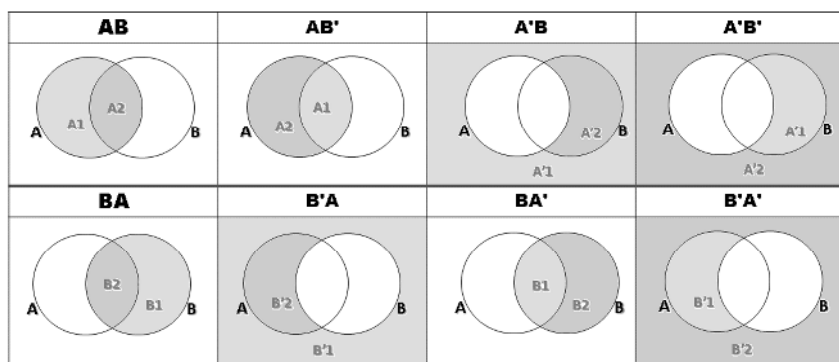 AB AB' A'B A'B'
A A1 A2 B A A2 A1 B A A'2 B A'1 A A'1 B A'2
BA B'A BA' B'A'
A B2 B1 B A B'2 B B'1 A B1 B2 B A B'1 B B'2